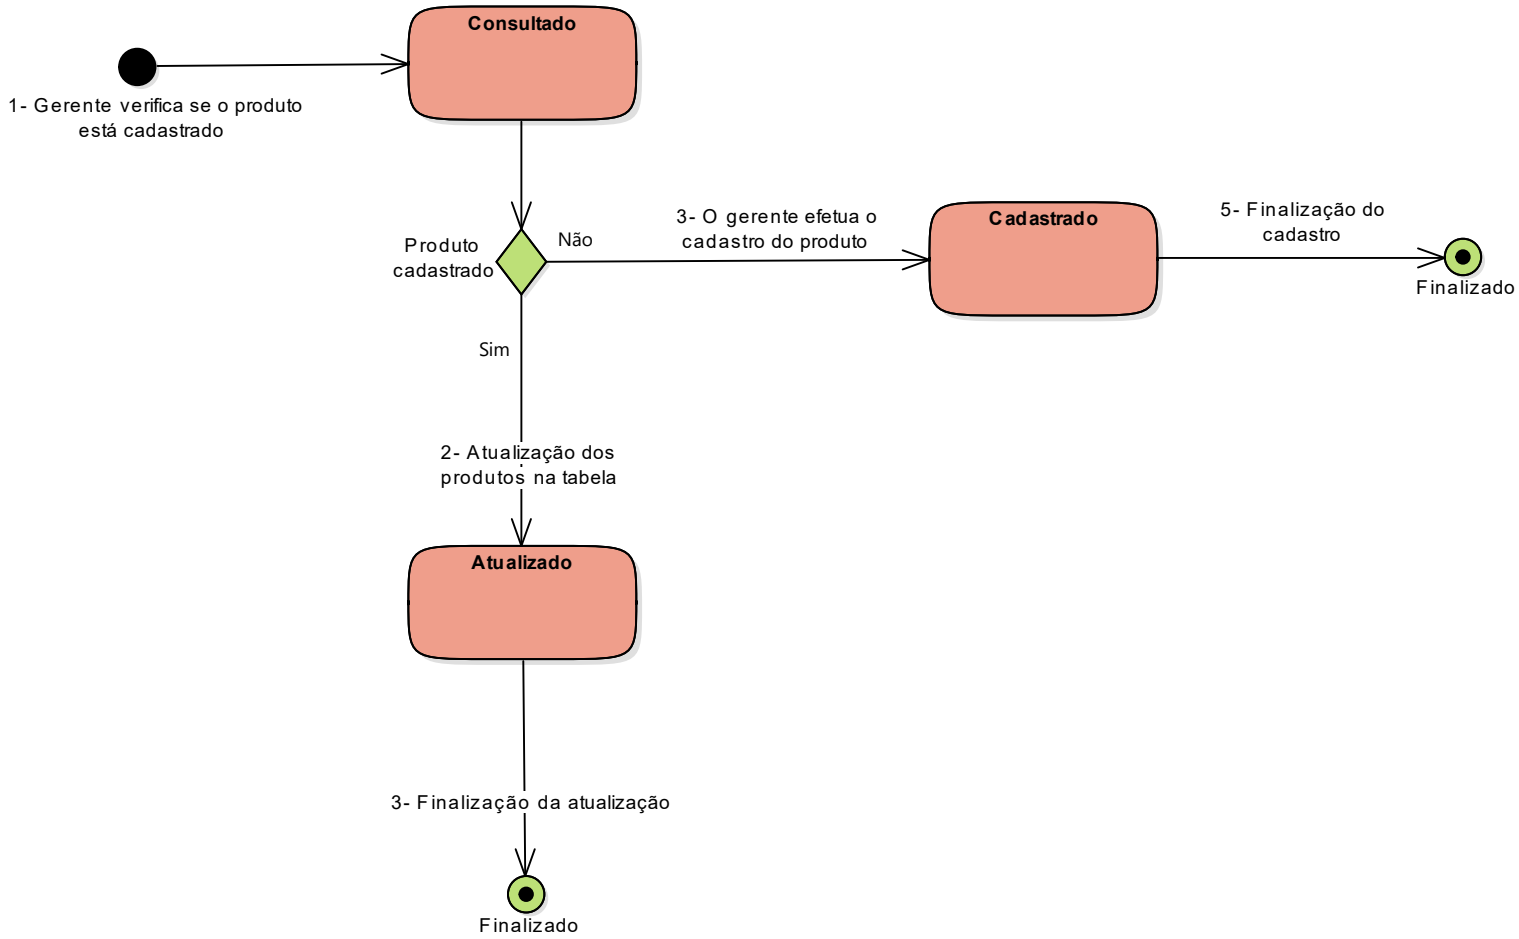 Consultado
1- Gerente verifica se o produto
está cadastrado
Produto
cadastrado
Não
3- O gerente efetua o
cadastro do produto
Cadastrado
5- Finalização do
cadastro
Finalizado
Sim
2- Atualização dos
produtos na tabela
Atualizado
3- Finalização da atualização
Finalizado